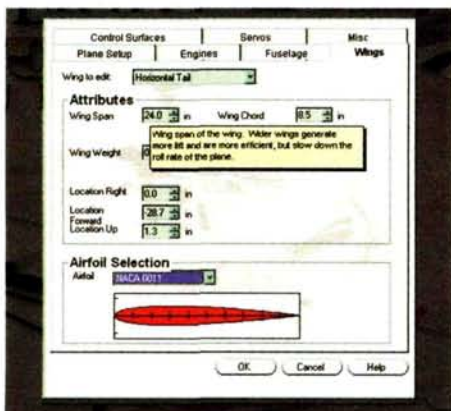 Control Surfaces Servos Misc
Plane Setup Engines Fuselage Wings
Wing to edit: Horizontal Tail
Attributes
Wing Span 24.0 in Wing Chord 8.5 in
Wing span of the wing. Wider wings generate
more lift and are more efficient, but slow down the
roll rate of the plane.
Wing Weight 0
Location Right 0.0 in
Location Forward -28.7 in
Location Up 1.3 in
Airfoil Selection
Airfoil NACA 0011
OK Cancel Help